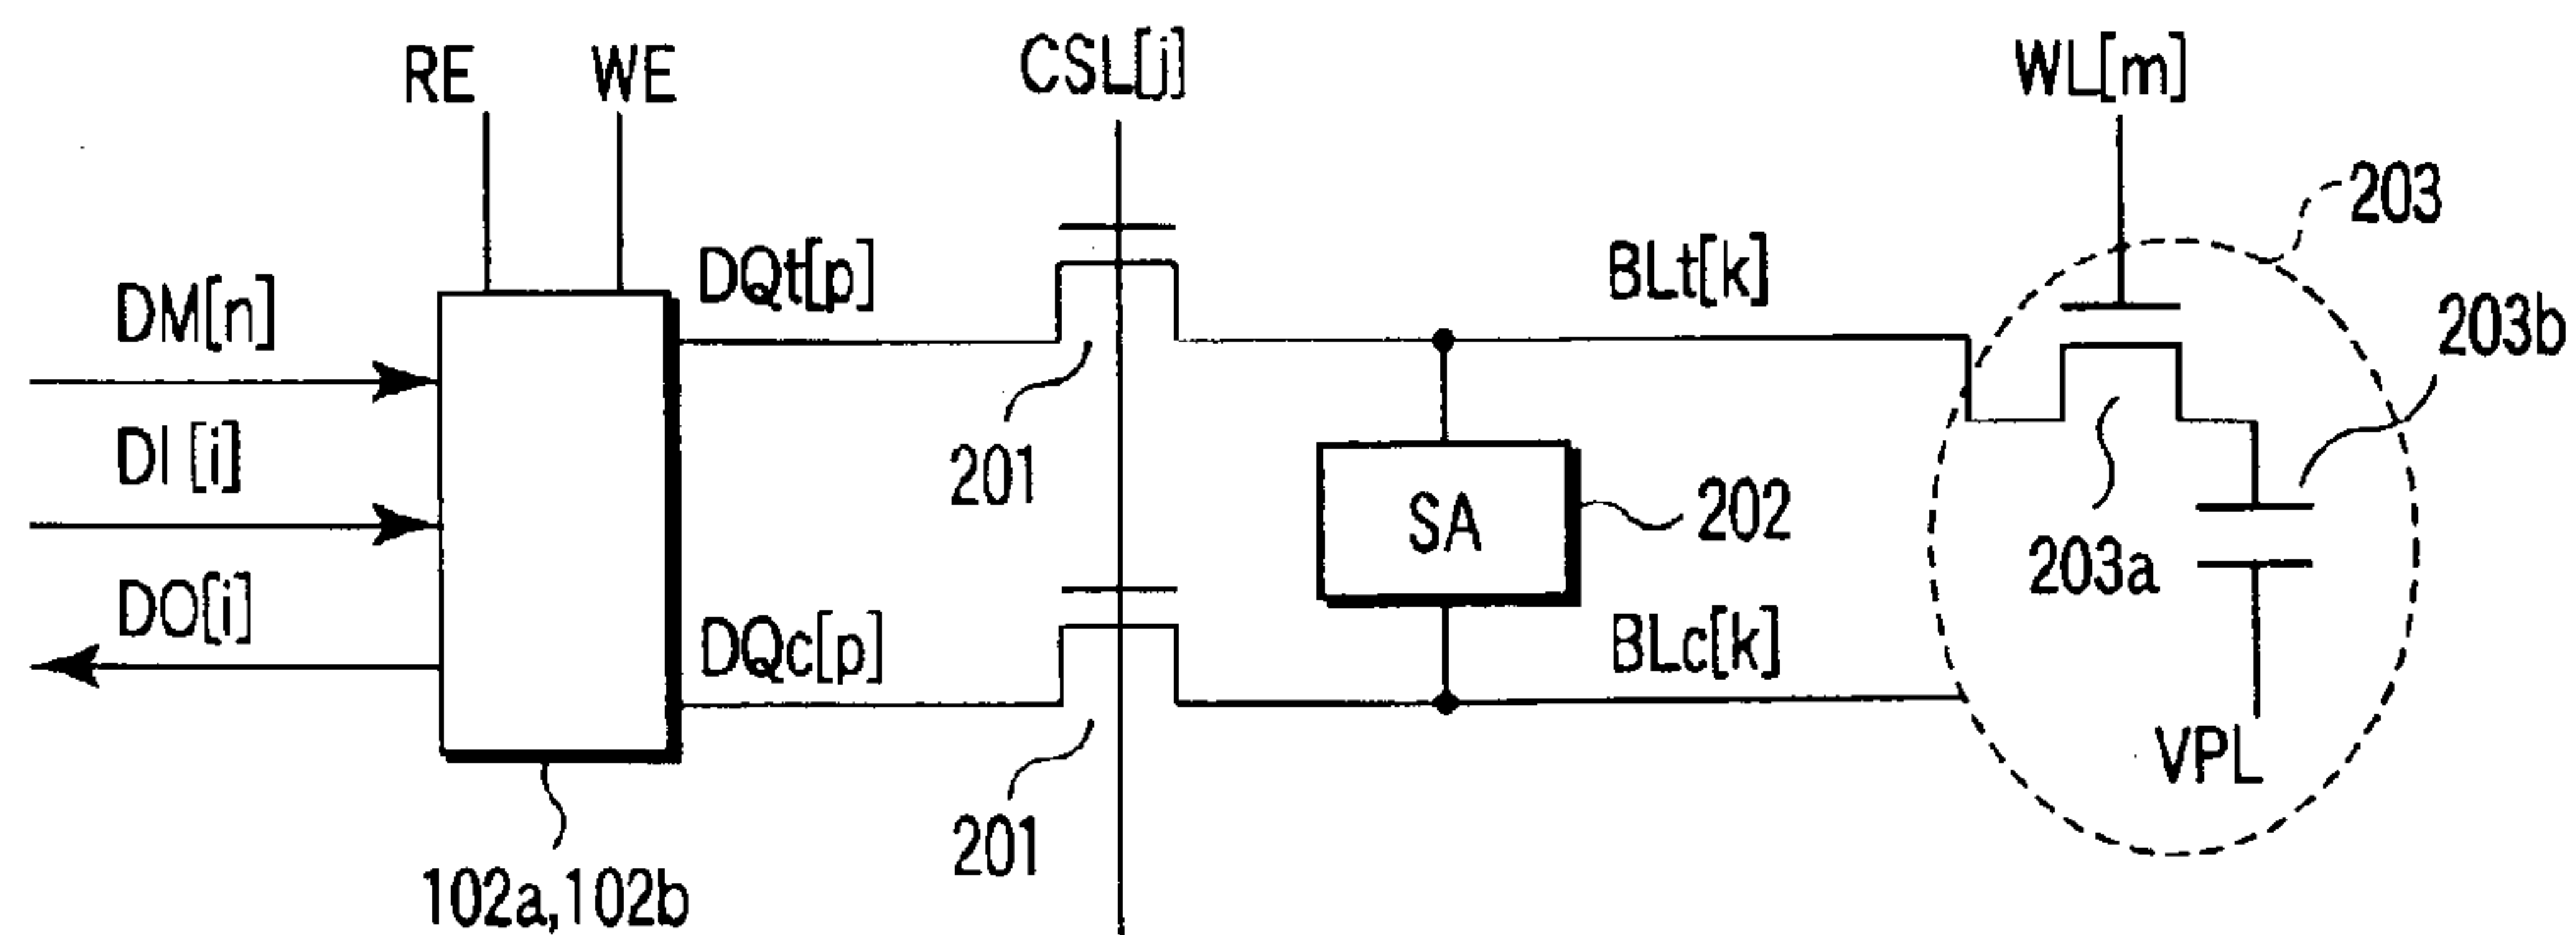 RE
WE
CSL[j]
WL[m]
203
DM[n]
DQt[p]
BLt[k]
203b
DI[i]
201
SA
202
203a
DO[i]
DQc[p]
BLc[k]
VPL
201
102a,102b